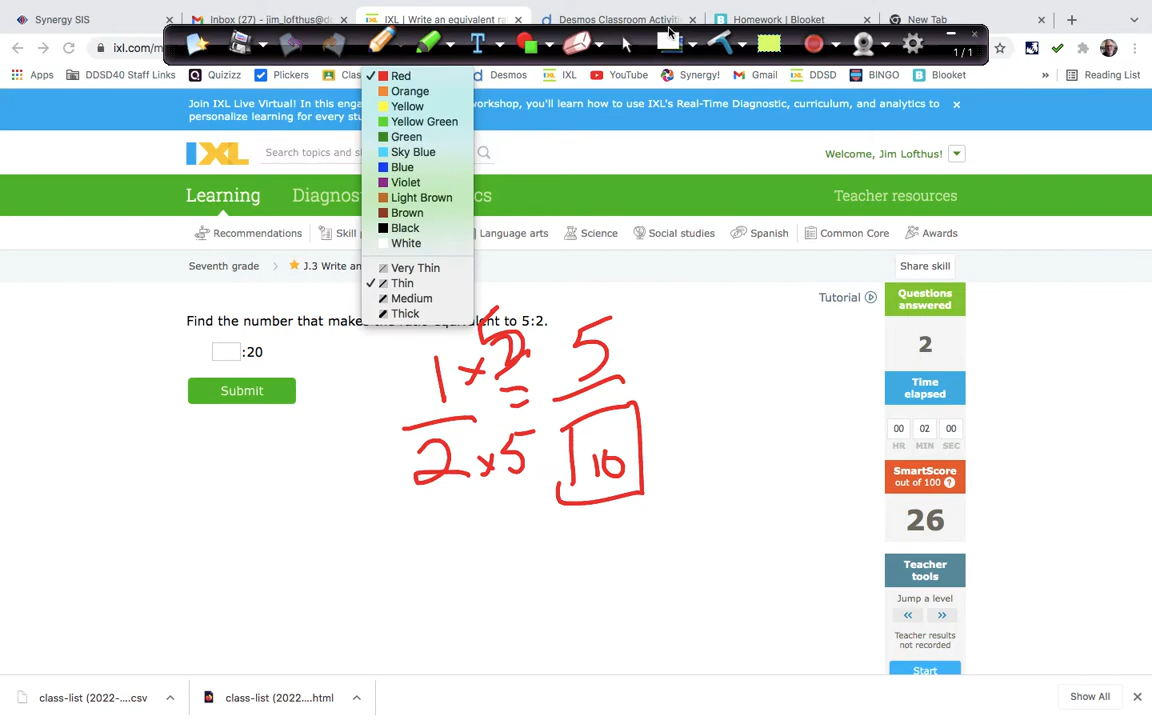 Synergy SIS
Inbox (27) - jim_lofthus@d
IXL | Write an equivalent ra
Desmos Classroom Activiti
Homework | Blooket
New Tab
ixl.com/m
1 / 1
Apps
DDSD40 Staff Links
Quizizz
Plickers
Clas
Desmos
IXL
YouTube
Synergy!
Gmail
DDSD
BINGO
Blooket
»
Reading List
Red
Orange
Yellow
Yellow Green
Green
Sky Blue
Blue
Violet
Light Brown
Brown
Black
White
Very Thin
Thin
Medium
Thick
Join IXL Live Virtual! In this enga
workshop, you'll learn how to use IXL's Real-Time Diagnostic, curriculum, and analytics to
personalize learning for every stu
IXL
Search topics and sk
Welcome, Jim Lofthus!
Learning
Diagnos
cs
Teacher resources
Recommendations
Skill p
Language arts
Science
Social studies
Spanish
Common Core
Awards
Seventh grade
J.3 Write an
Share skill
Tutorial
Find the number that makes the ratio equivalent to 5:2.
:20
Submit
1 × 5 = 5
2 × 5 10
Questions
answered
2
Time
elapsed
00 02 00
HR MIN SEC
SmartScore
out of 100 ?
26
Teacher
tools
Jump a level
« »
Teacher results
not recorded
Start
class-list (2022-....csv
class-list (2022....html
Show All